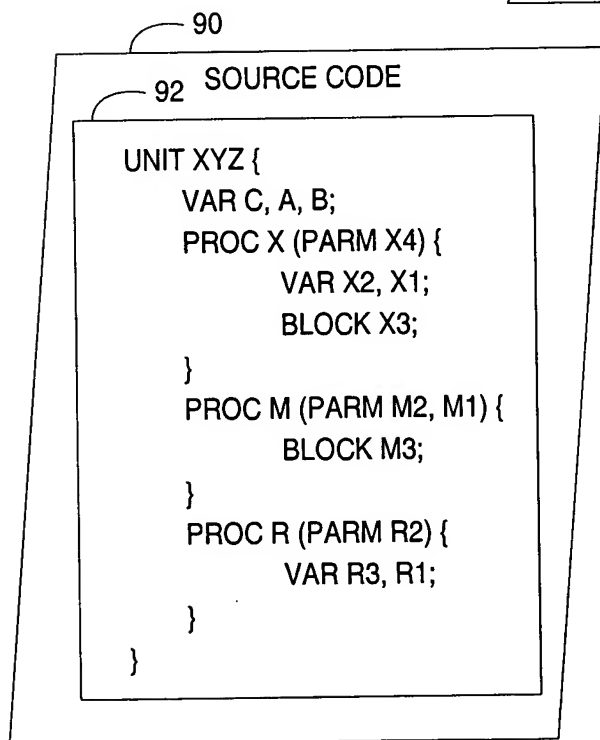 90
SOURCE CODE
92
UNIT XYZ {
VAR C, A, B;
PROC X (PARM X4) {
VAR X2, X1;
BLOCK X3;
}
PROC M (PARM M2, M1) {
BLOCK M3;
}
PROC R (PARM R2) {
VAR R3, R1;
}
}